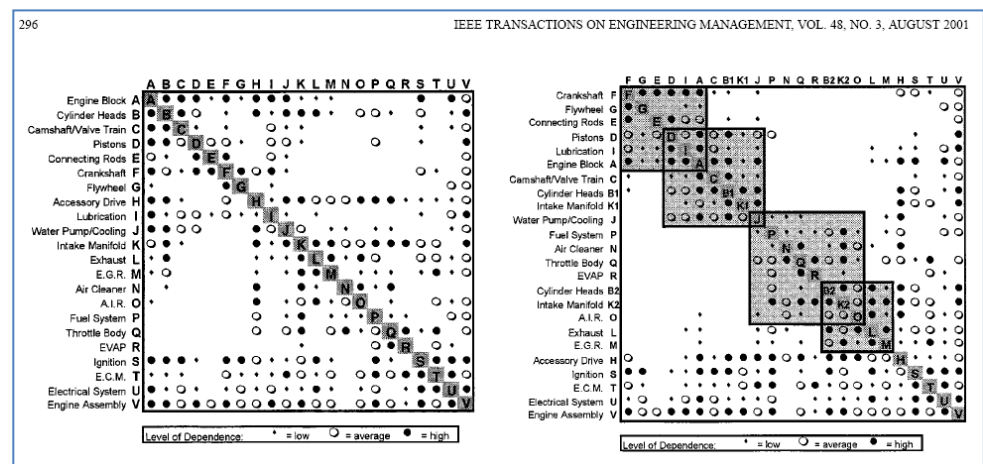 296
IEEE TRANSACTIONS ON ENGINEERING MANAGEMENT, VOL. 48, NO. 3, AUGUST 2001
A B C D E F G H I J K L M N O P Q R S T U V
Engine Block A A
Cylinder Heads B B
Camshaft/Valve Train C C
Pistons D D
Connecting Rods E E
Crankshaft F F
Flywheel G G
Accessory Drive H H
Lubrication I I
Water Pump/Cooling J J
Intake Manifold K K
Exhaust L L
E.G.R. M M
Air Cleaner N N
A.I.R. O O
Fuel System P P
Throttle Body Q Q
EVAP R R
Ignition S S
E.C.M. T T
Electrical System U U
Engine Assembly V V
Level of Dependence: = low = average = high
F G E D I A C B1 K1 J P N Q R B2 K2 O L M H S T U V
Crankshaft F F
Flywheel G G
Connecting Rods E E
Pistons D D
Lubrication I I
Engine Block A A
Camshaft/Valve Train C C
Cylinder Heads B1 B1
Intake Manifold K1 K1
Water Pump/Cooling J J
Fuel System P P
Air Cleaner N N
Throttle Body Q Q
EVAP R R
Cylinder Heads B2 B2
Intake Manifold K2 K2
A.I.R. O O
Exhaust L L
E.G.R. M M
Accessory Drive H H
Ignition S S
E.C.M. T T
Electrical System U U
Engine Assembly V V
Level of Dependence: = low = average = high